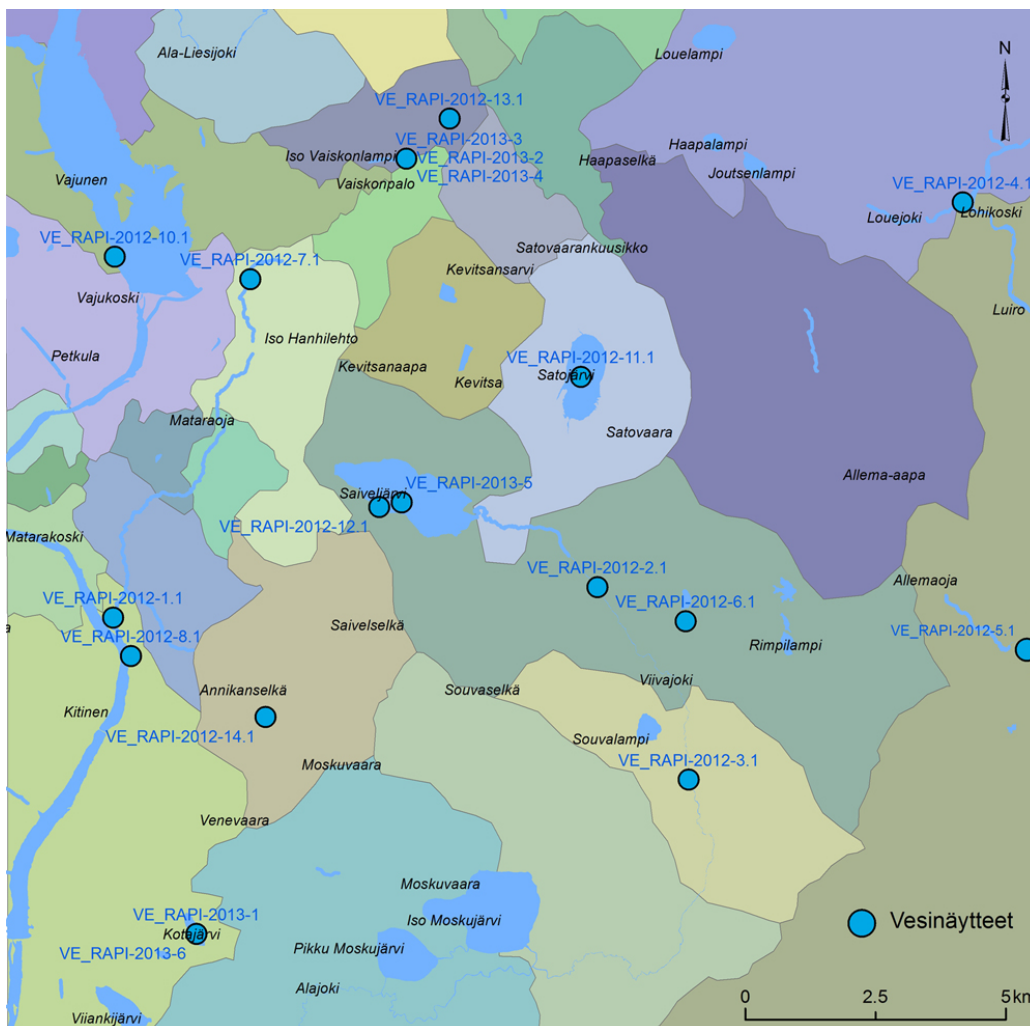 Ala-Liesijoki
Louelampi
N
VE_RAPI-2012-13.1
VE_RAPI-2013-3
Iso Vaiskonlampi
VE_RAPI-2013-2
Haapaselkä
Haapalampi
Joutsenlampi
VE_RAPI-2012-4.1
Vajunen
Vaiskonpalo
VE_RAPI-2013-4
Louejoki
Lohikoski
VE_RAPI-2012-10.1
VE_RAPI-2012-7.1
Satovaarankuusikko
Kevitsansarvi
Vajukoski
Luiro
Iso Hanhilehto
Petkula
Kevitsanaapa
Kevitsa
VE_RAPI-2012-11.1
Satojärvi
Mataraoja
Satovaara
Allema-aapa
Saiveljärvi
VE_RAPI-2013-5
VE_RAPI-2012-12.1
Matarakoski
VE_RAPI-2012-2.1
Allemaoja
VE_RAPI-2012-1.1
VE_RAPI-2012-6.1
VE_RAPI-2012-8.1
Saivelselkä
Rimpilampi
VE_RAPI-2012-5.1
Annikanselkä
Souvaselkä
Viivajoki
Kitinen
VE_RAPI-2012-14.1
Souvalampi
Moskuvaara
VE_RAPI-2012-3.1
Venevaara
Moskuvaara
VE_RAPI-2013-1
Iso Moskujärvi
Vesinäytteet
Kotajärvi
VE_RAPI-2013-6
Pikku Moskujärvi
Alajoki
Viiankijärvi
0 2.5 5 km